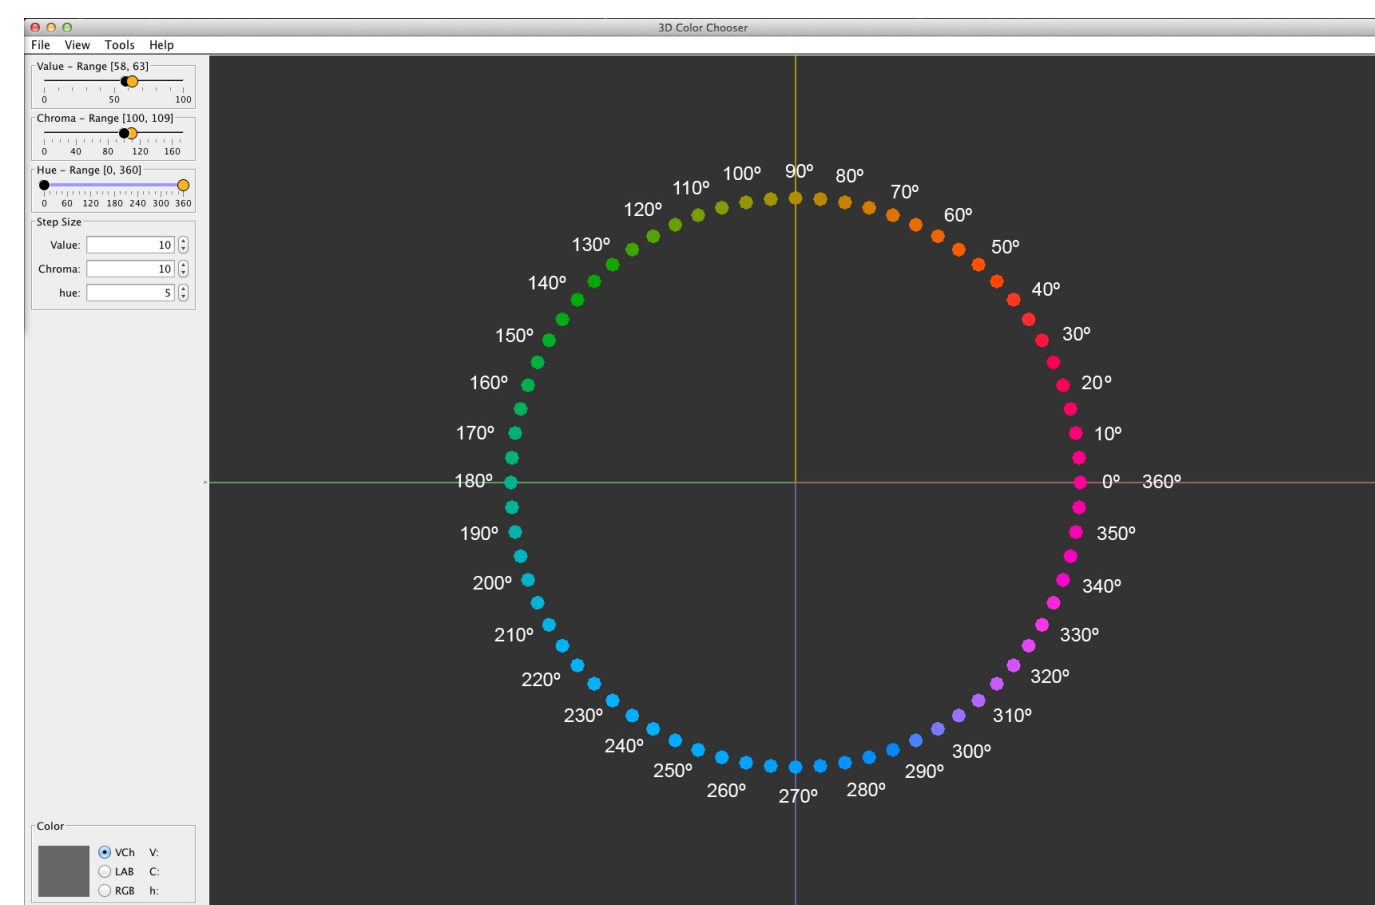 3D Color Chooser
File View Tools Help
Value – Range [58, 63]
0 50 100
Chroma – Range [100, 109]
0 40 80 120 160
Hue – Range [0, 360]
0 60 120 180 240 300 360
Step Size
Value: 10
Chroma: 10
hue: 5
90º
100º 80º
110º 70º
120º 60º
130º 50º
140º 40º
150º 30º
160º 20º
170º 10º
180º 0º 360º
190º 350º
200º 340º
210º 330º
220º 320º
230º 310º
240º 300º
250º 290º
260º 280º
270º
Color
VCh V:
LAB C:
RGB h: